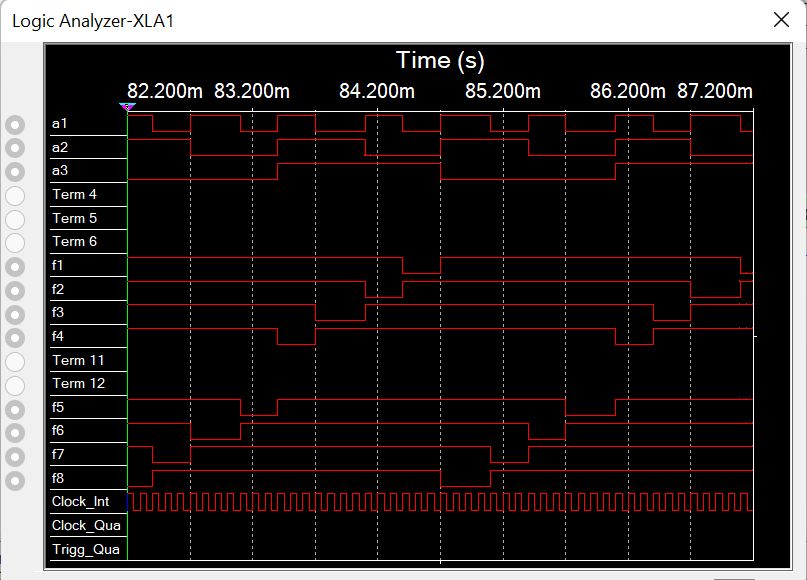 Logic Analyzer-XLA1
Time (s)
82.200m 83.200m 84.200m 85.200m 86.200m 87.200m
a1
a2
a3
Term 4
Term 5
Term 6
f1
f2
f3
f4
Term 11
Term 12
f5
f6
f7
f8
Clock_Int
Clock_Qua
Trigg_Qua